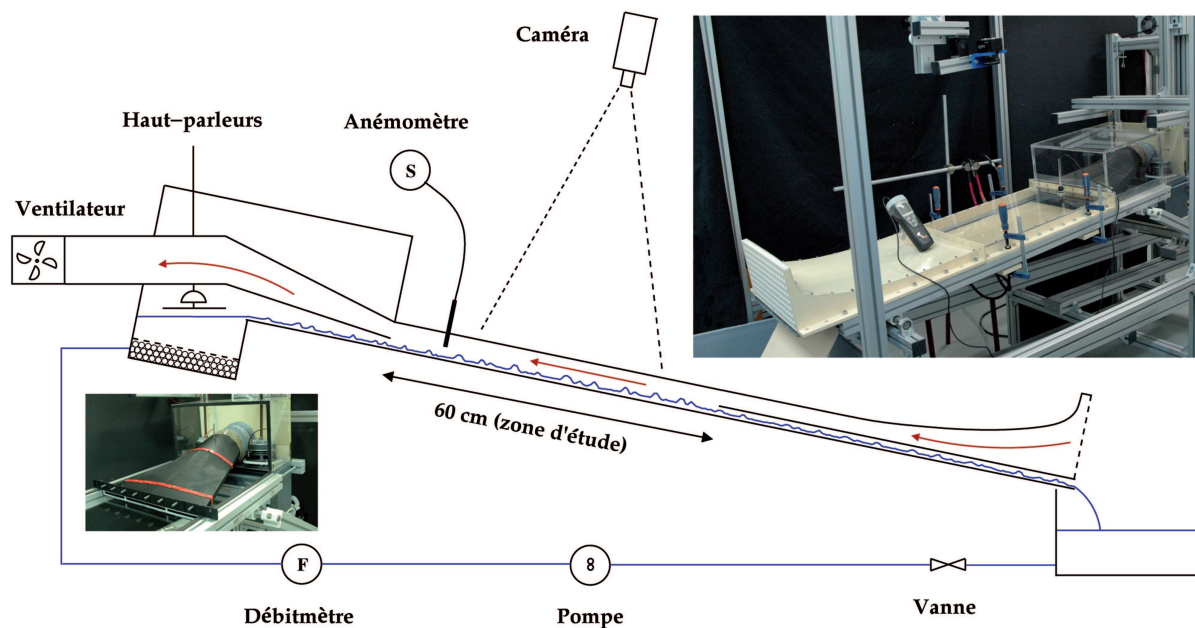 Caméra
Haut-parleurs
Anémomètre
S
Ventilateur
60 cm (zone d'étude)
F
8
Débitmètre
Pompe
Vanne